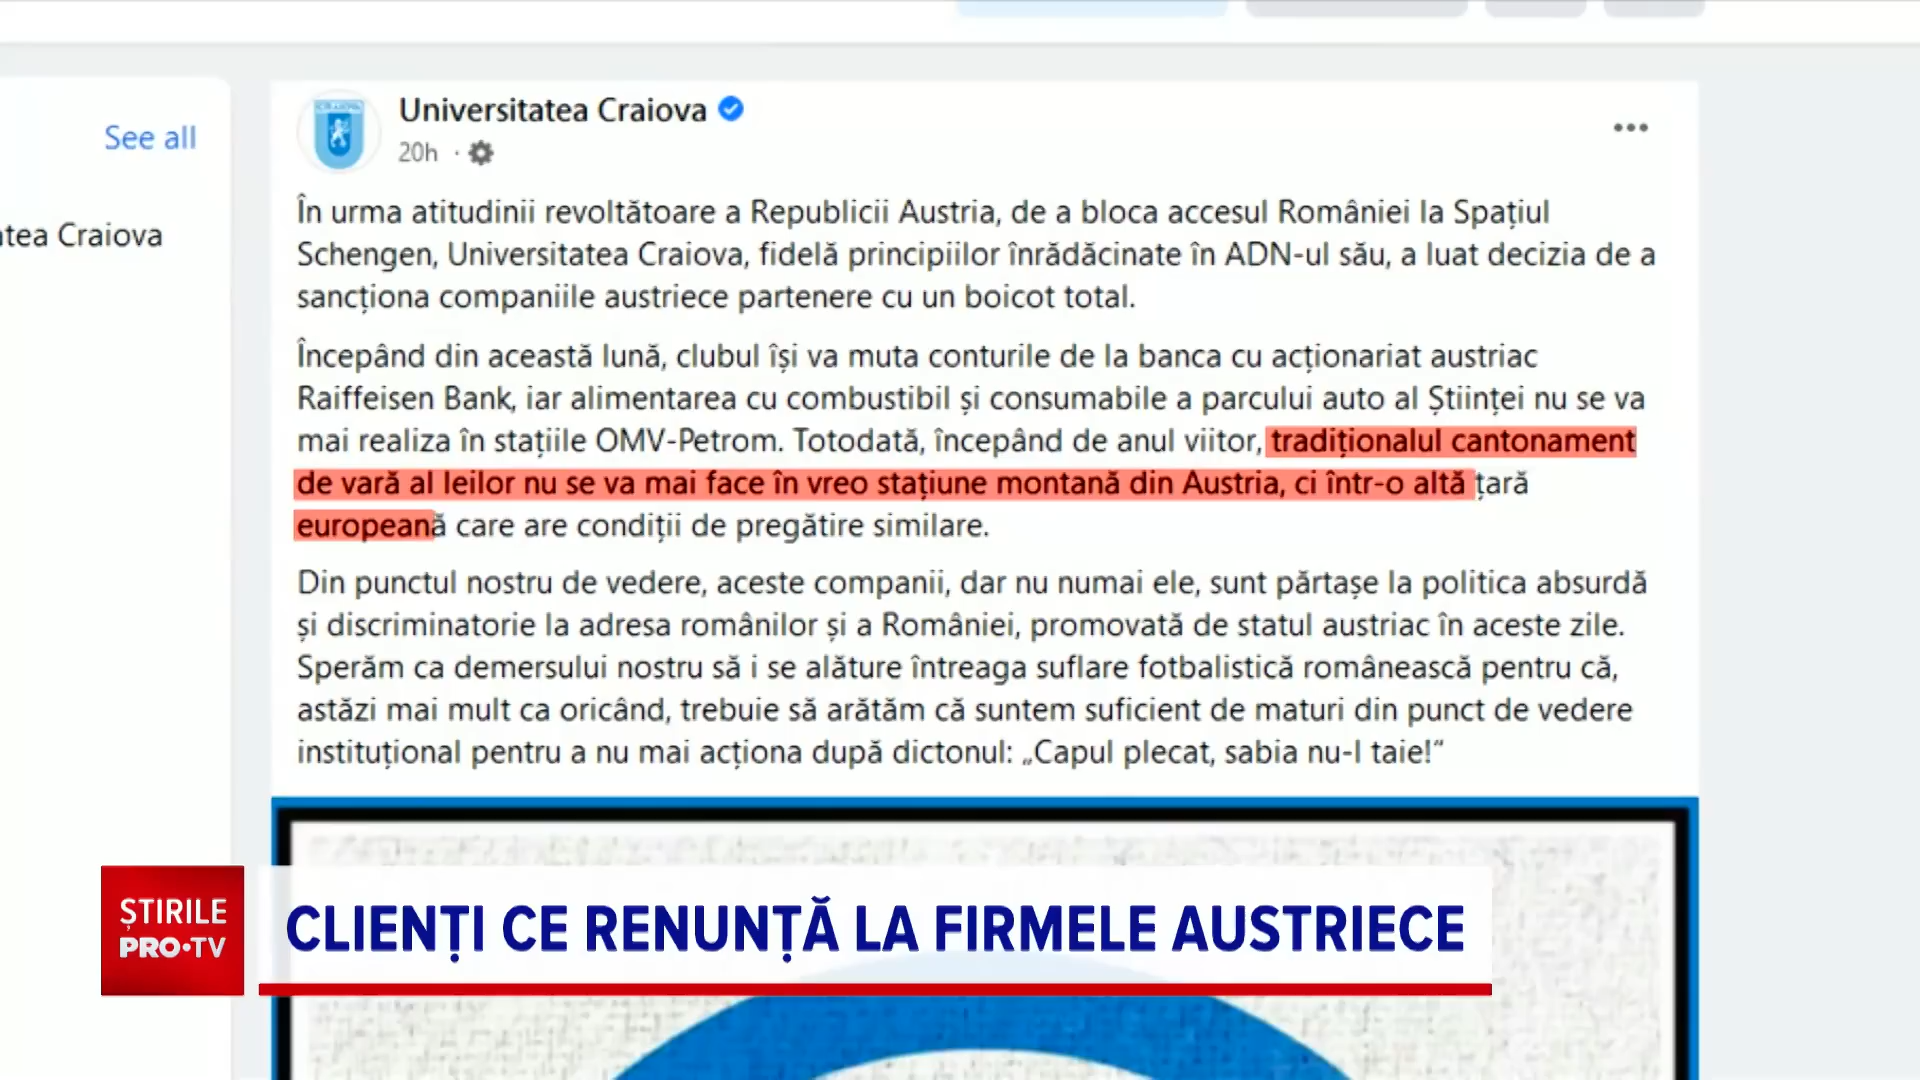 See all
tea Craiova
Universitatea Craiova
20h ·
În urma atitudinii revoltătoare a Republicii Austria, de a bloca accesul României la Spațiul
Schengen, Universitatea Craiova, fidelă principiilor înrădăcinate în ADN-ul său, a luat decizia de a
sancționa companiile austriece partenere cu un boicot total.
Începând din această lună, clubul își va muta conturile de la banca cu acționariat austriac
Raiffeisen Bank, iar alimentarea cu combustibil și consumabile a parcului auto al Științei nu se va
mai realiza în stațiile OMV-Petrom. Totodată, începând de anul viitor, tradiționalul cantonament
de vară al leilor nu se va mai face în vreo stațiune montană din Austria, ci într-o altă țară
europeană care are condiții de pregătire similare.
Din punctul nostru de vedere, aceste companii, dar nu numai ele, sunt părtașe la politica absurdă
și discriminatorie la adresa românilor și a României, promovată de statul austriac în aceste zile.
Sperăm ca demersului nostru să i se alăture întreaga suflare fotbalistică românească pentru că,
astăzi mai mult ca oricând, trebuie să arătăm că suntem suficient de maturi din punct de vedere
instituțional pentru a nu mai acționa după dictonul: „Capul plecat, sabia nu-l taie!“
ȘTIRILE
PRO•TV
CLIENȚI CE RENUNȚĂ LA FIRMELE AUSTRIECE